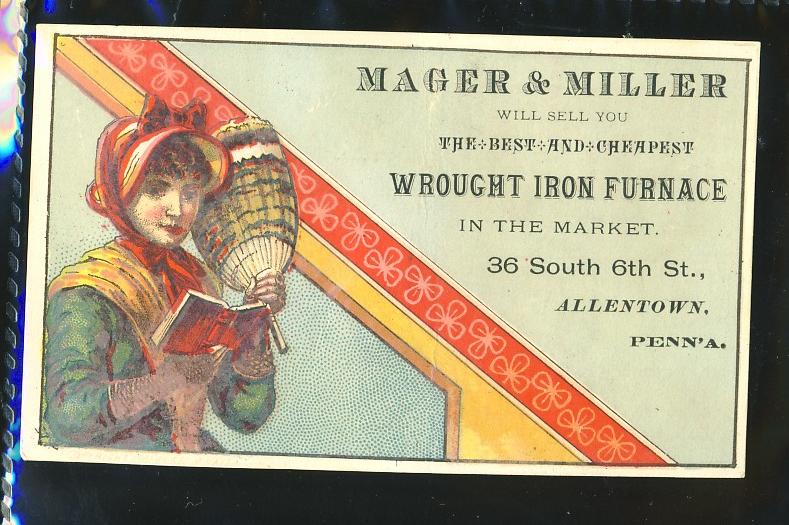 MAGER & MILLER
WILL SELL YOU
THE÷BEST÷AND÷CHEAPEST
WROUGHT IRON FURNACE
IN THE MARKET.
36 South 6th St.,
ALLENTOWN,
PENN'A.